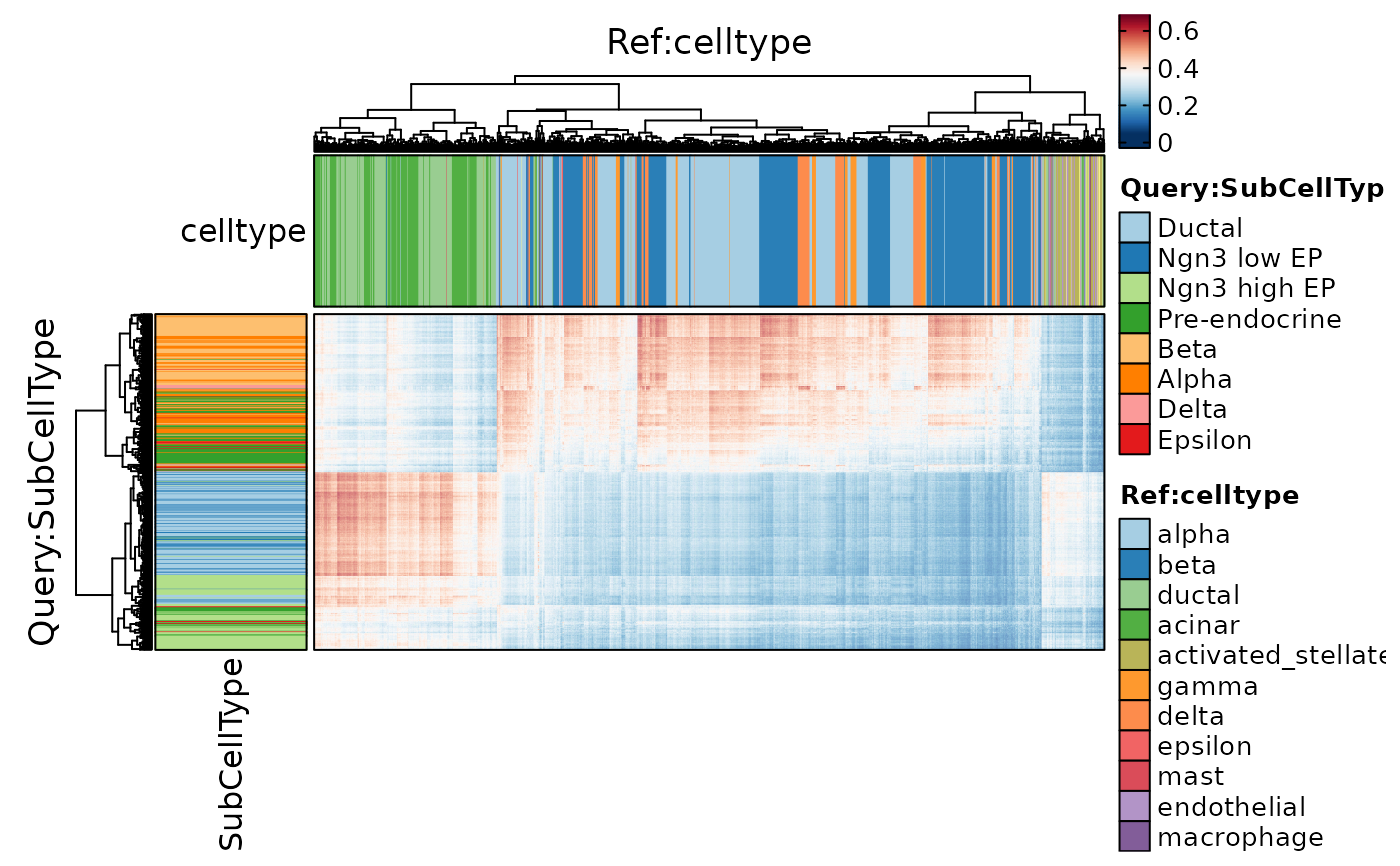 Ref:celltype
0.6
0.4
0.2
0
celltype
Query:SubCellType
SubCellType
Query:SubCellTyp
Ductal
Ngn3 low EP
Ngn3 high EP
Pre-endocrine
Beta
Alpha
Delta
Epsilon
Ref:celltype
alpha
beta
ductal
acinar
activated_stellate
gamma
delta
epsilon
mast
endothelial
macrophage